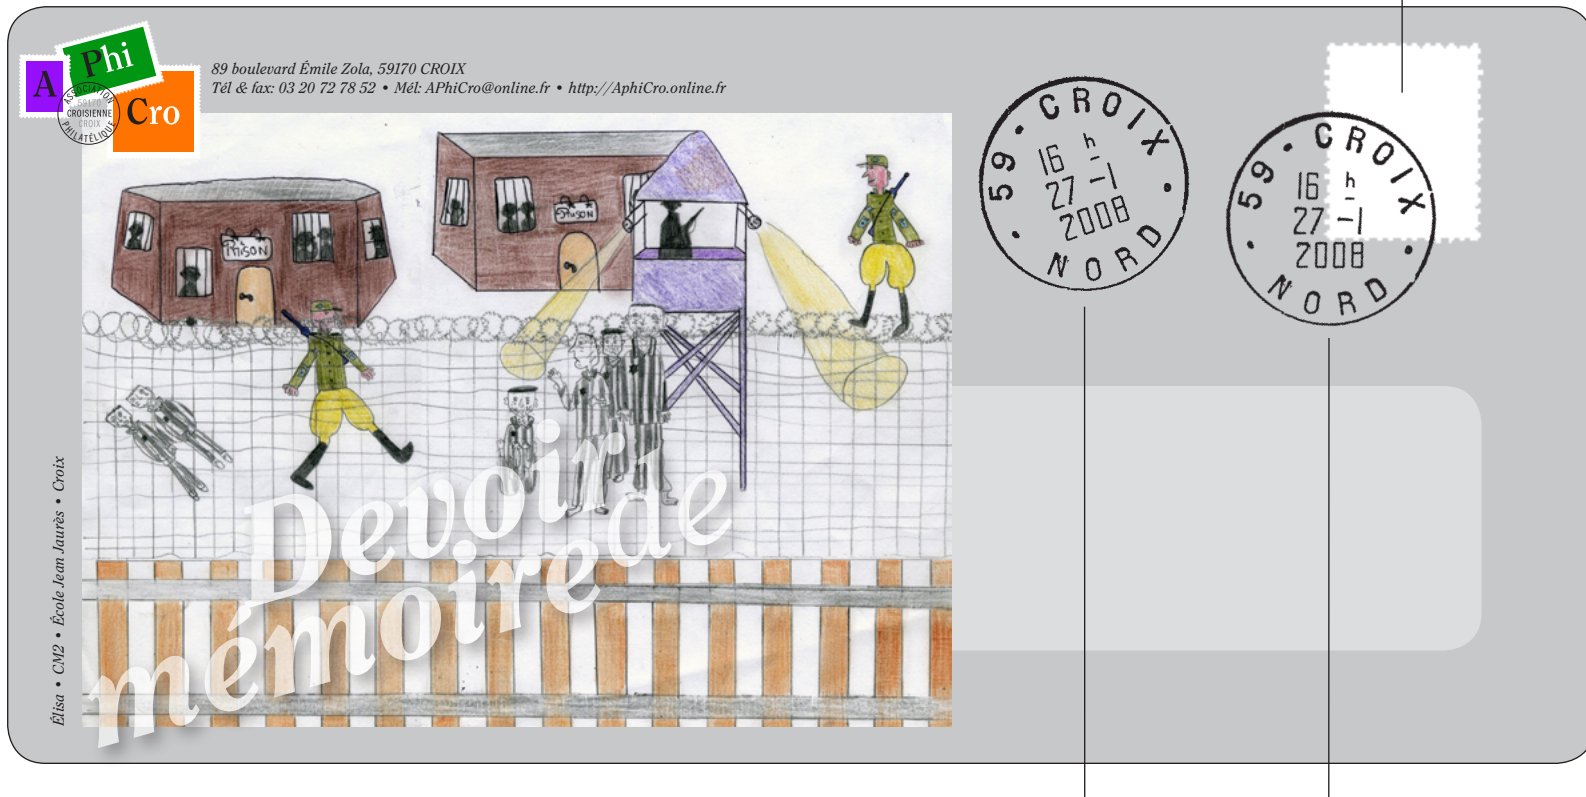 A Phi
Cro
ASSOCIATION
59170
CROISIENNE
CROIX
PHILATÉLIQUE
89 boulevard Émile Zola, 59170 CROIX
Tél & fax: 03 20 72 78 52 • Mél: APhiCro@online.fr • http://AphiCro.online.fr
PRISON
PRISON
Devoir de
mémoire
Élisa • CM2 • École Jean Jaurès • Croix
59 • CROIX •
16 h
27 -1
2008
• NORD
59 • CROIX
16 h
27 -1
2008
• NORD •